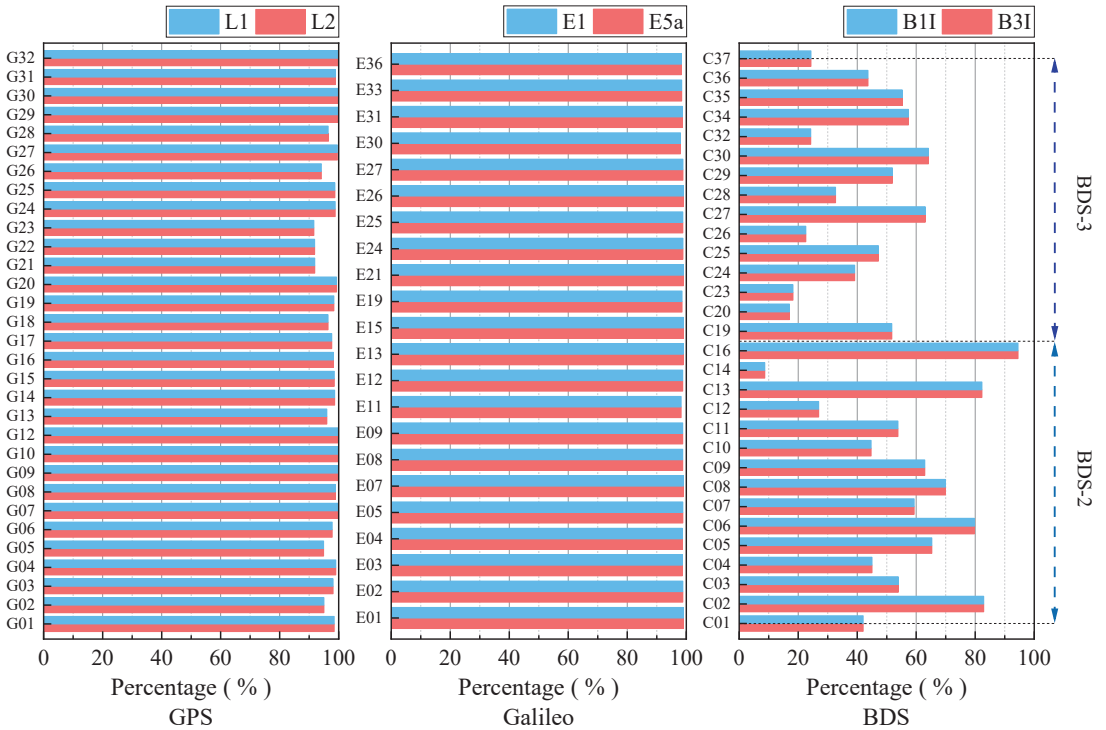 L1 L2
G32
G31
G30
G29
G28
G27
G26
G25
G24
G23
G22
G21
G20
G19
G18
G17
G16
G15
G14
G13
G12
G10
G09
G08
G07
G06
G05
G04
G03
G02
G01
0 20 40 60 80 100
Percentage ( % )
GPS
E1 E5a
E36
E33
E31
E30
E27
E26
E25
E24
E21
E19
E15
E13
E12
E11
E09
E08
E07
E05
E04
E03
E02
E01
0 20 40 60 80 100
Percentage ( % )
Galileo
B1I B3I
C37
C36
C35
C34
C32
C30
C29
C28
C27
C26
C25
C24
C23
C20
C19
C16
C14
C13
C12
C11
C10
C09
C08
C07
C06
C05
C04
C03
C02
C01
0 20 40 60 80 100
Percentage ( % )
BDS
BDS-3
BDS-2